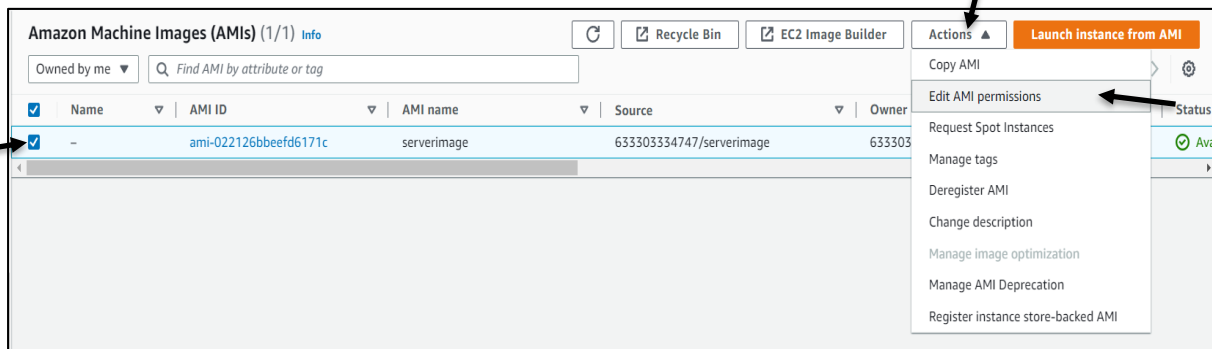 Amazon Machine Images (AMIs) (1/1) Info
Recycle Bin
EC2 Image Builder
Actions ▲
Launch instance from AMI
Owned by me ▼
Find AMI by attribute or tag
Name
AMI ID
AMI name
Source
Owner
Status
–
ami-022126bbeefd6171c
serverimage
633303334747/serverimage
633303
Ava
Copy AMI
Edit AMI permissions
Request Spot Instances
Manage tags
Deregister AMI
Change description
Manage image optimization
Manage AMI Deprecation
Register instance store-backed AMI